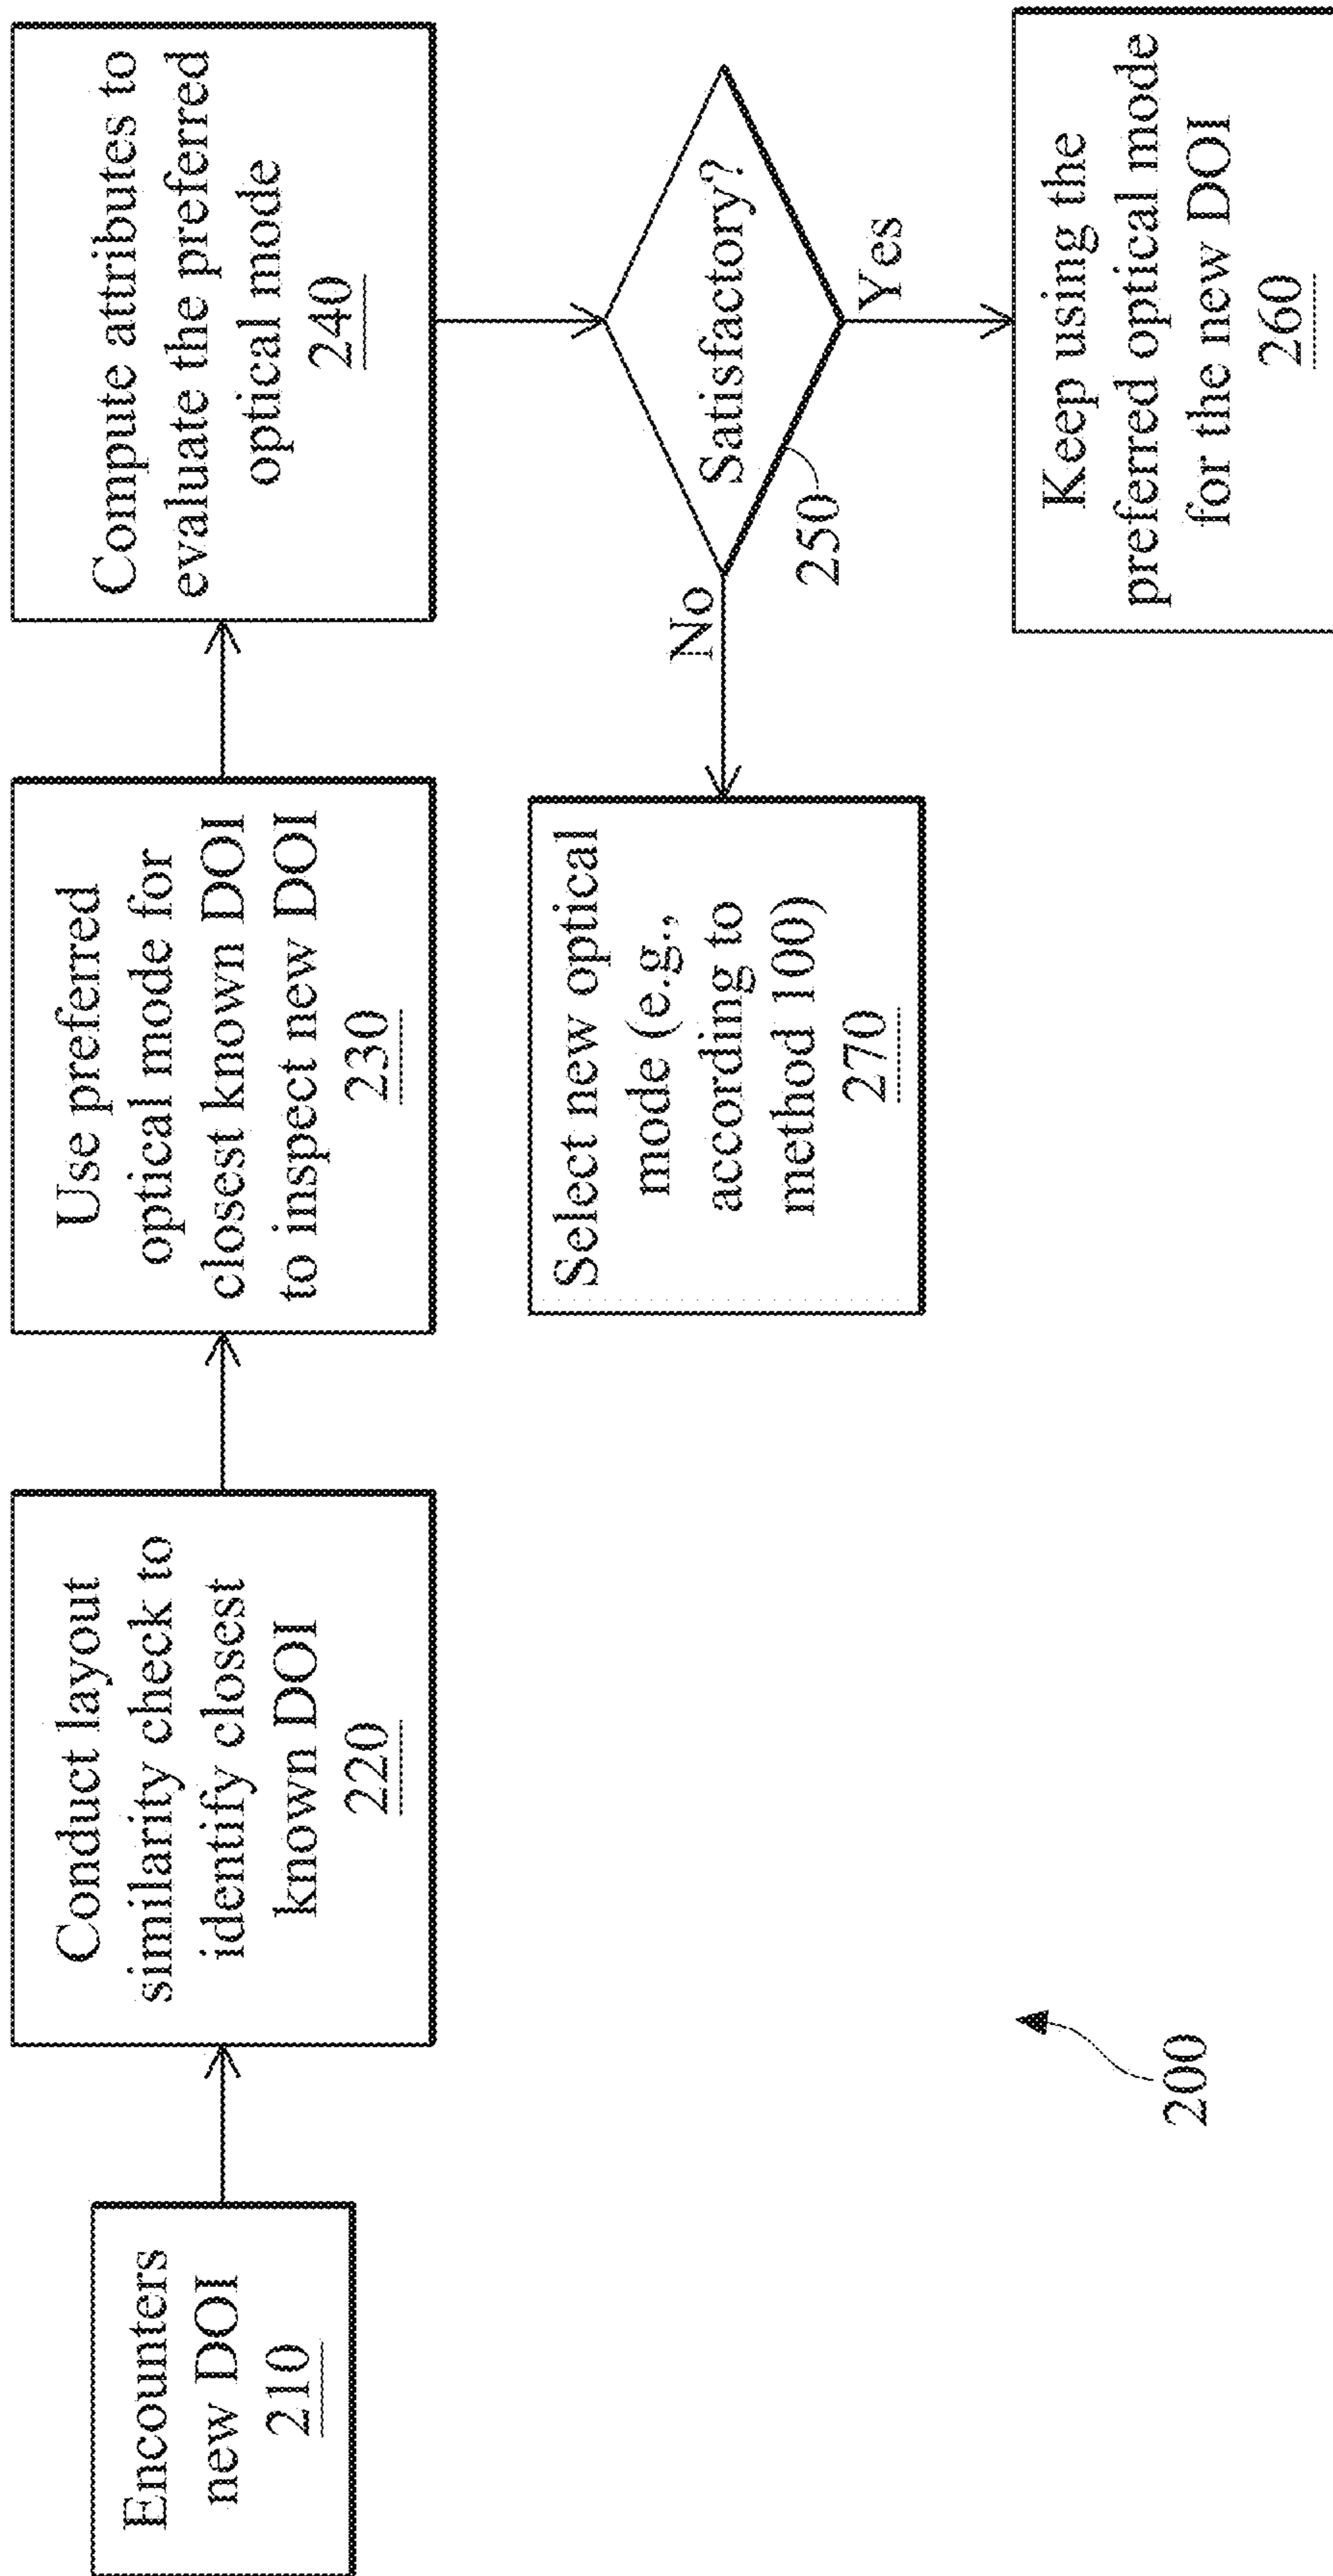 Encounters
new DOI
210
Conduct layout
similarity check to
identify closest
known DOI
220
Use preferred
optical mode for
closest known DOI
to inspect new DOI
230
Compute attributes to
evaluate the preferred
optical mode
240
Satisfactory?
250
No
Yes
Select new optical
mode (e.g.,
according to
method 100)
270
Keep using the
preferred optical mode
for the new DOI
260
200